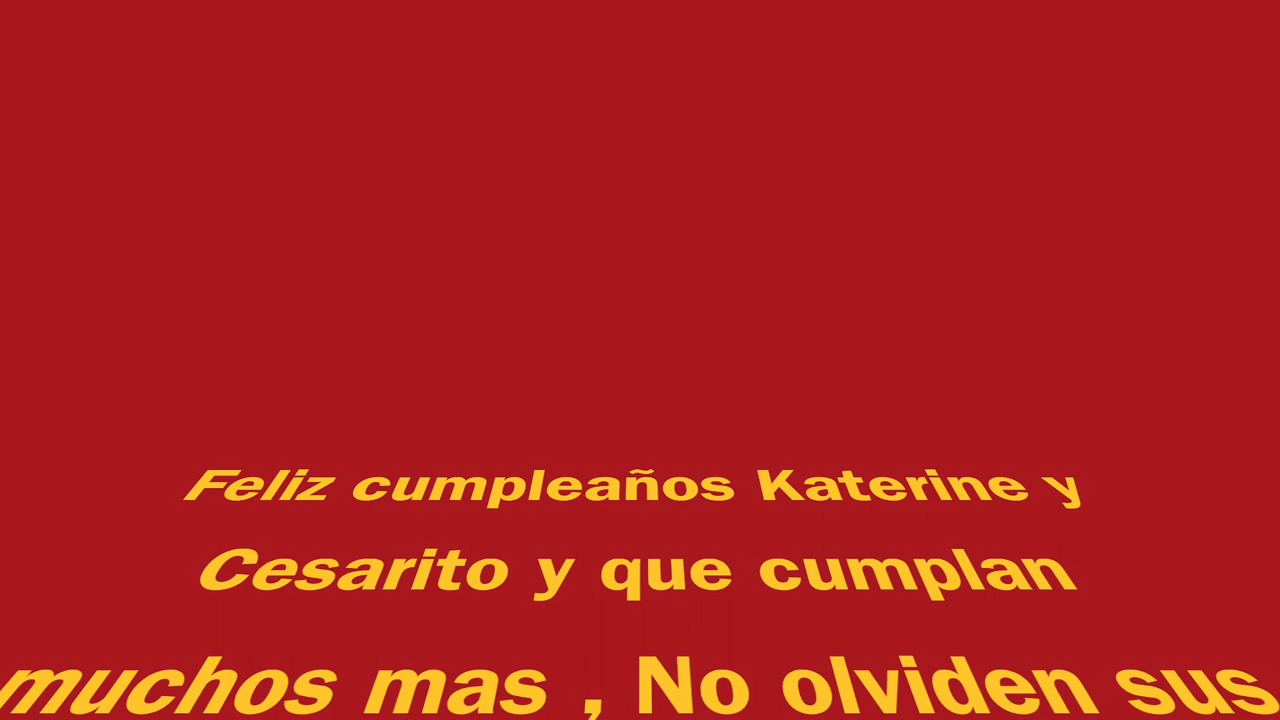 Feliz cumpleaños Katerine y
Cesarito y que cumplan
muchos mas , No olviden sus